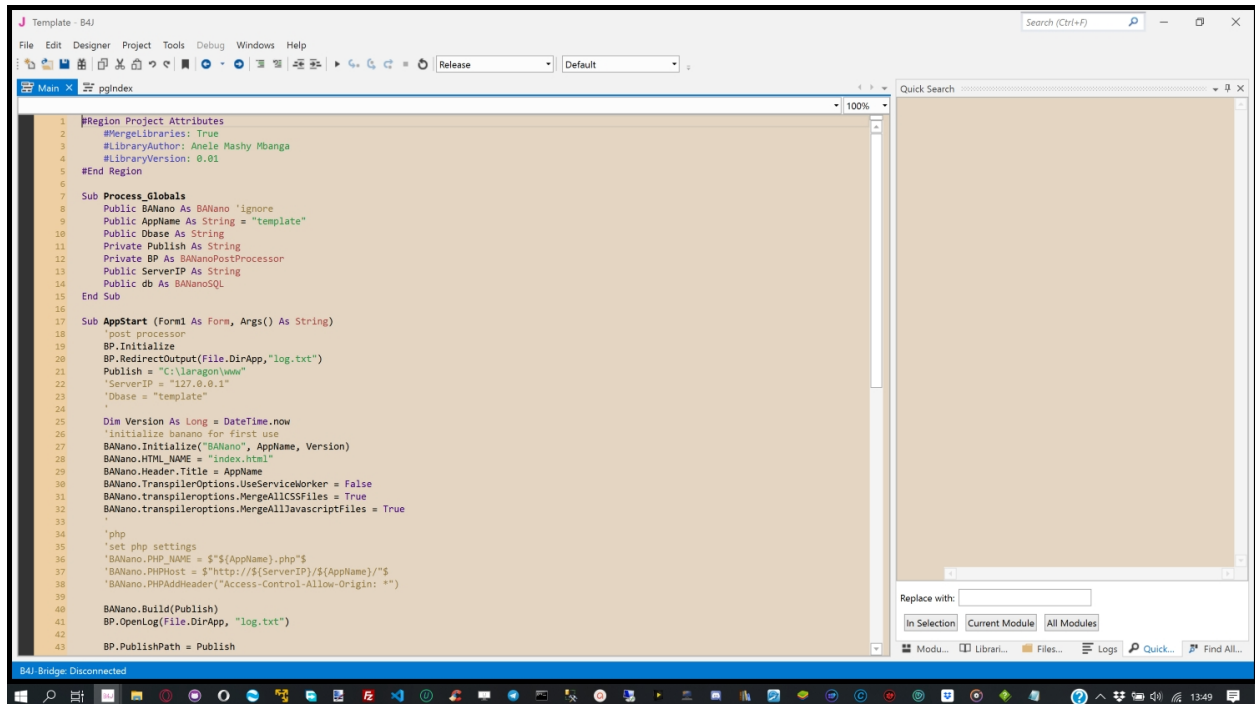 Template - B4J
Search (Ctrl+F)
File Edit Designer Project Tools Debug Windows Help
Release
Default
Main
pgIndex
100%
1 #Region Project Attributes
2 #MergeLibraries: True
3 #LibraryAuthor: Anele Mashy Mbanga
4 #LibraryVersion: 0.01
5 #End Region
6
7 Sub Process_Globals
8 Public BANano As BANano 'ignore
9 Public AppName As String = "template"
10 Public Dbase As String
11 Private Publish As String
12 Private BP As BANanoPostProcessor
13 Public ServerIP As String
14 Public db As BANanoSQL
15 End Sub
16
17 Sub AppStart (Form1 As Form, Args() As String)
18 'post processor
19 BP.Initialize
20 BP.RedirectOutput(File.DirApp,"log.txt")
21 Publish = "C:\laragon\www"
22 'ServerIP = "127.0.0.1"
23 'Dbase = "template"
24 '
25 Dim Version As Long = DateTime.now
26 'initialize banano for first use
27 BANano.Initialize("BANano", AppName, Version)
28 BANano.HTML_NAME = "index.html"
29 BANano.Header.Title = AppName
30 BANano.TranspilerOptions.UseServiceWorker = False
31 BANano.transpileroptions.MergeAllCSSFiles = True
32 BANano.transpileroptions.MergeAllJavascriptFiles = True
33 '
34 'php
35 'set php settings
36 'BANano.PHP_NAME = $"${AppName}.php"$
37 'BANano.PHPHost = $"http://${ServerIP}/${AppName}/"$
38 'BANano.PHPAddHeader("Access-Control-Allow-Origin: *")
39
40 BANano.Build(Publish)
41 BP.OpenLog(File.DirApp, "log.txt")
42
43 BP.PublishPath = Publish
Quick Search
Replace with:
In Selection
Current Module
All Modules
Modu...
Librari...
Files...
Logs
Quick...
Find All...
B4J-Bridge: Disconnected
13:49